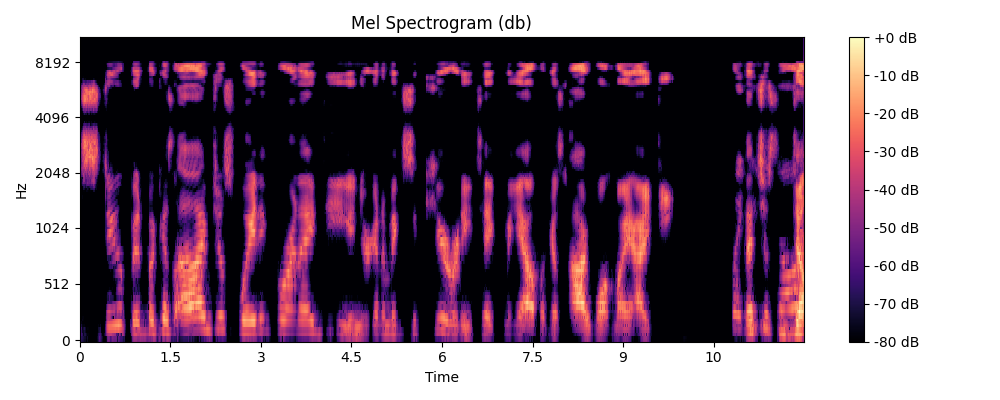 Mel Spectrogram (db)
8192
4096
2048
1024
512
0
Hz
0 1.5 3 4.5 6 7.5 9 10
Time
+0 dB
-10 dB
-20 dB
-30 dB
-40 dB
-50 dB
-60 dB
-70 dB
-80 dB